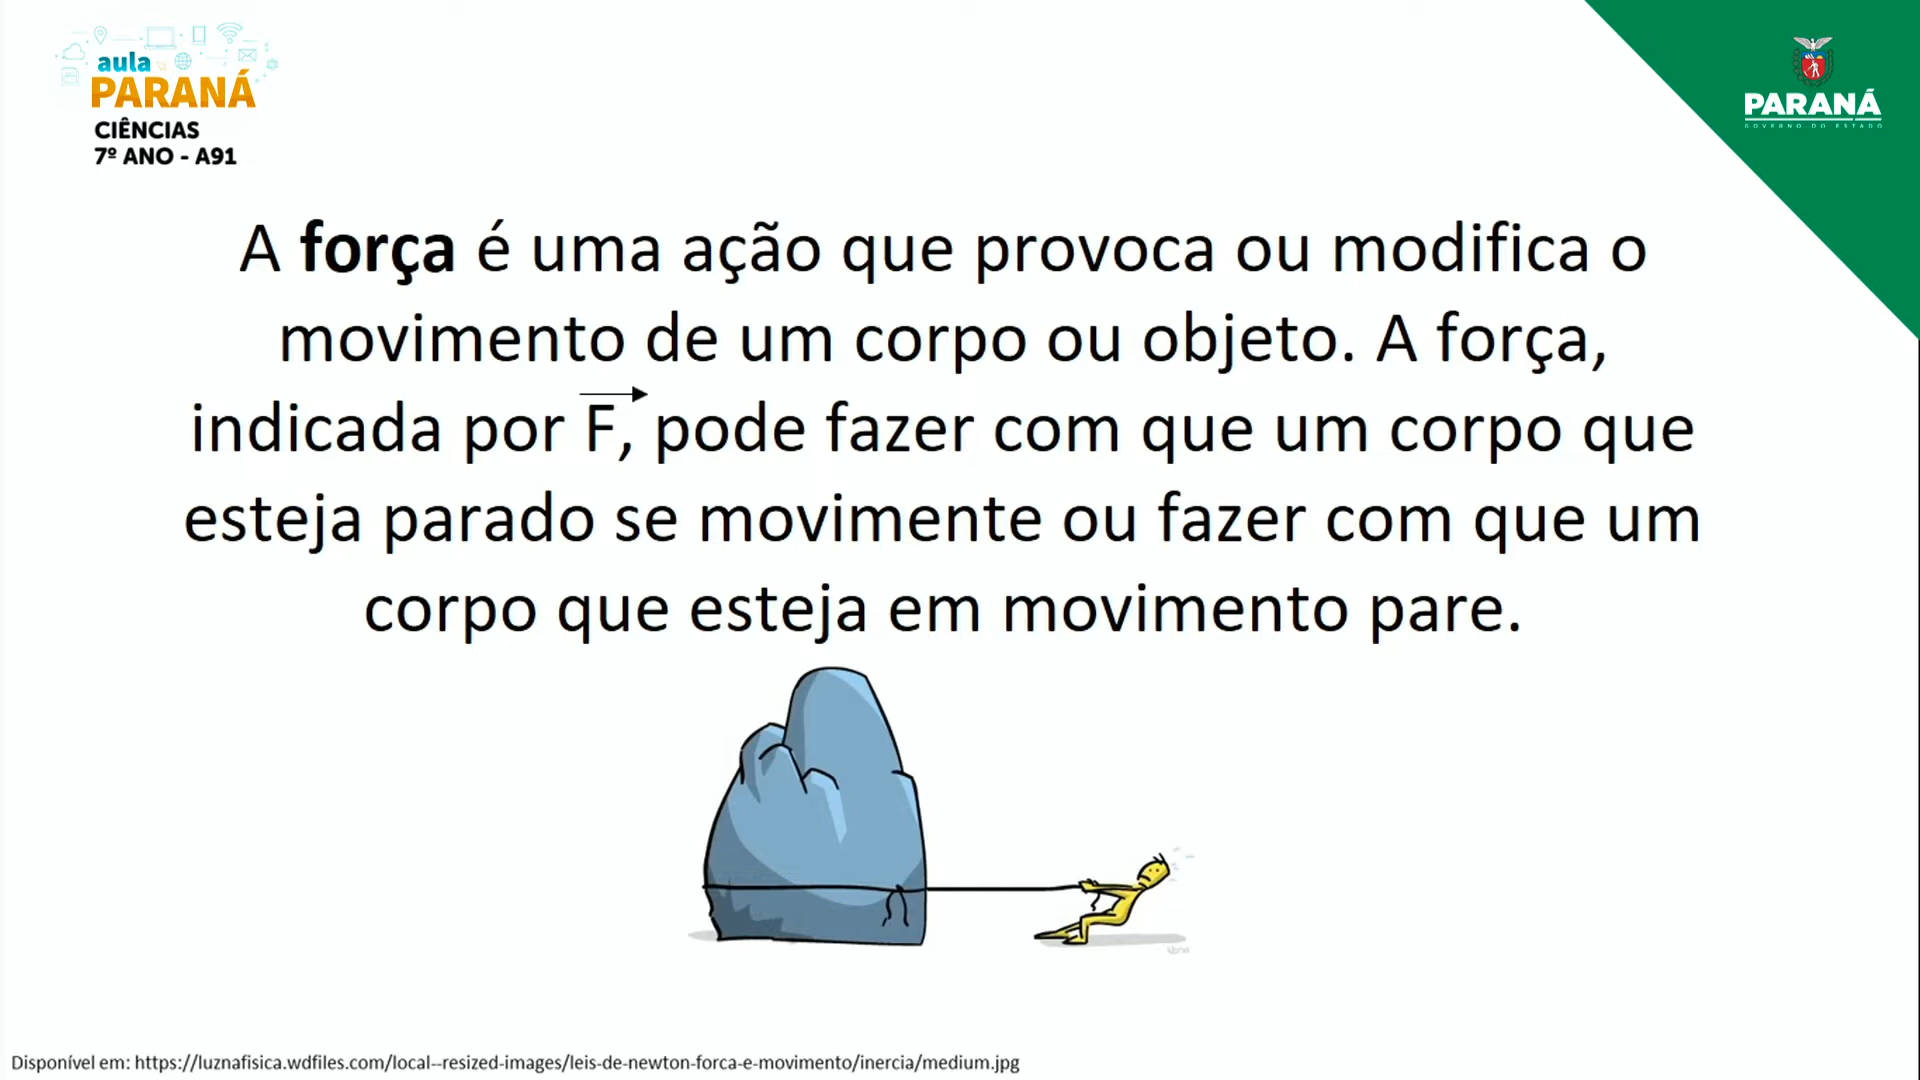 aula
PARANÁ
CIÊNCIAS
7º ANO - A91
PARANÁ
GOVERNO DO ESTADO
A força é uma ação que provoca ou modifica o
movimento de um corpo ou objeto. A força,
indicada por F, pode fazer com que um corpo que
esteja parado se movimente ou fazer com que um
corpo que esteja em movimento pare.
Disponível em: https://luznafisica.wdfiles.com/local--resized-images/leis-de-newton-forca-e-movimento/inercia/medium.jpg